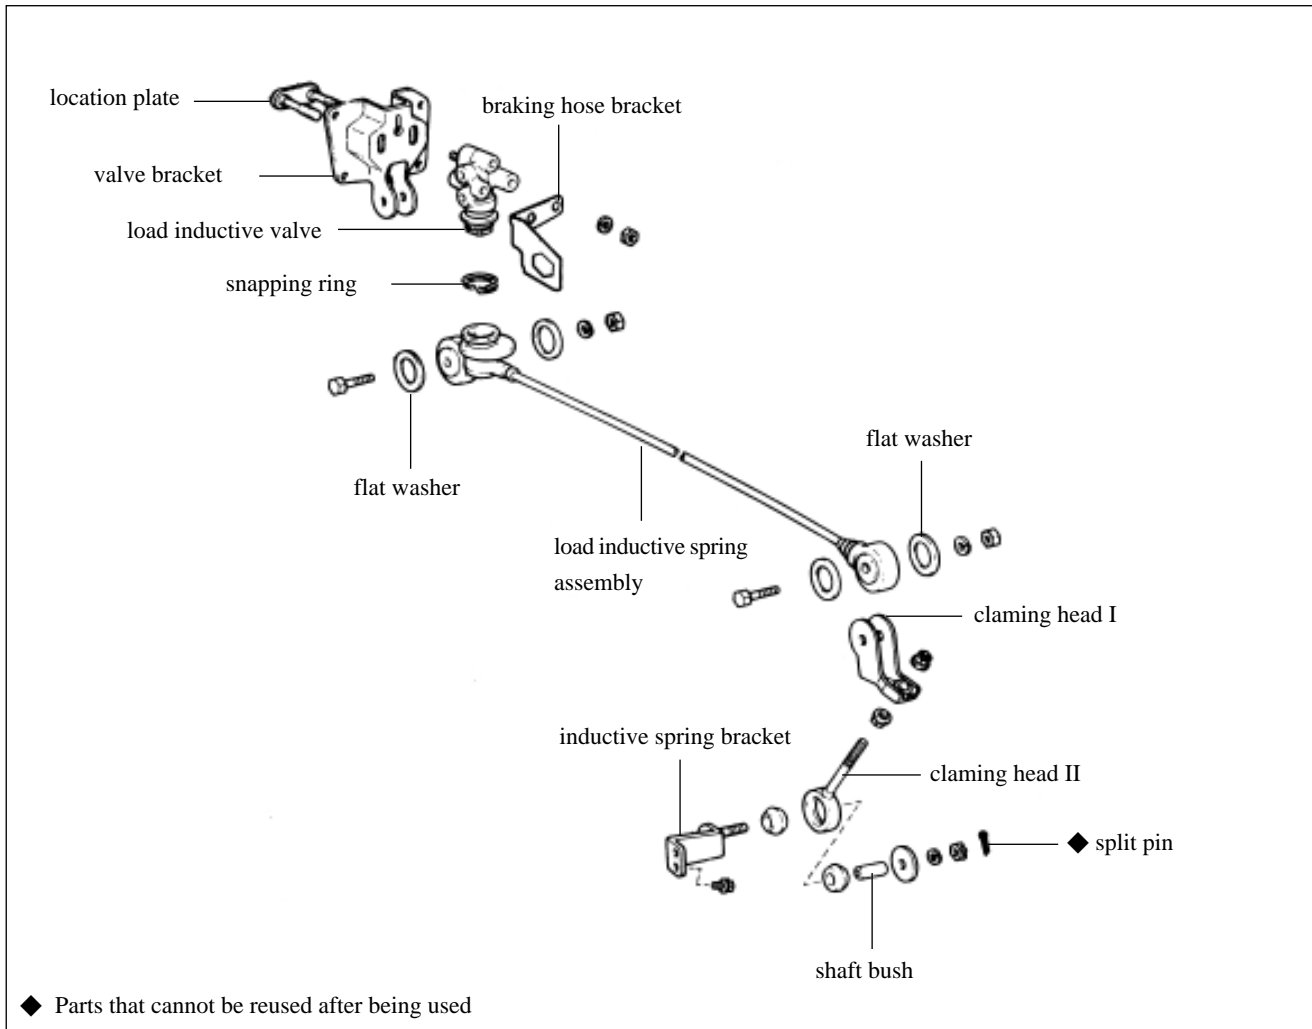 location plate
braking hose bracket
valve bracket
load inductive valve
snapping ring
flat washer
flat washer
load inductive spring
assembly
claming head I
inductive spring bracket
claming head II
◆ split pin
shaft bush
◆ Parts that cannot be reused after being used